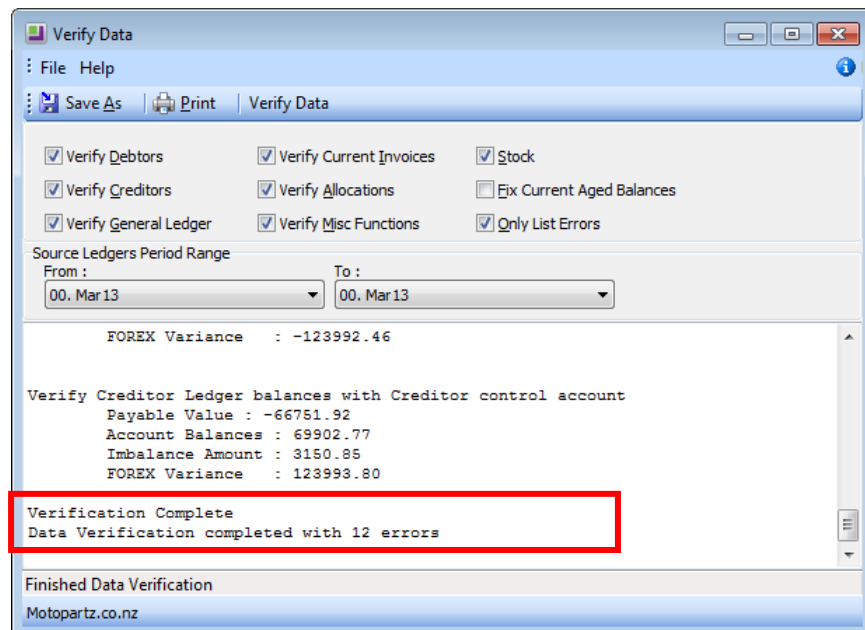 Verify Data
File Help
Save As Print Verify Data
Verify Debtors Verify Current Invoices Stock
Verify Creditors Verify Allocations Fix Current Aged Balances
Verify General Ledger Verify Misc Functions Only List Errors
Source Ledgers Period Range
From : To :
00. Mar13 00. Mar13
FOREX Variance : -123992.46
Verify Creditor Ledger balances with Creditor control account
Payable Value : -66751.92
Account Balances : 69902.77
Imbalance Amount : 3150.85
FOREX Variance : 123993.80
Verification Complete
Data Verification completed with 12 errors
Finished Data Verification
Motopartz.co.nz